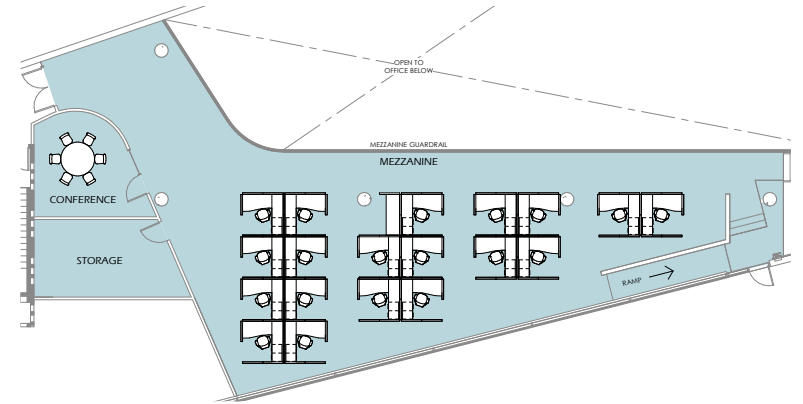 OPEN TO
OFFICE BELOW
MEZZANINE GUARDRAIL
MEZZANINE
CONFERENCE
STORAGE
RAMP